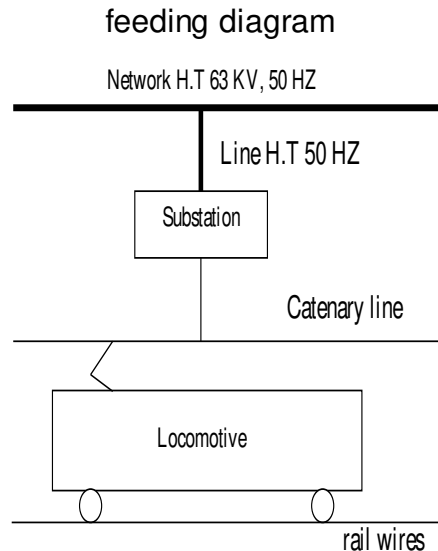 feeding diagram
Network H.T 63 KV, 50 HZ
Line H.T 50 HZ
Substation
Catenary line
Locomotive
rail wires